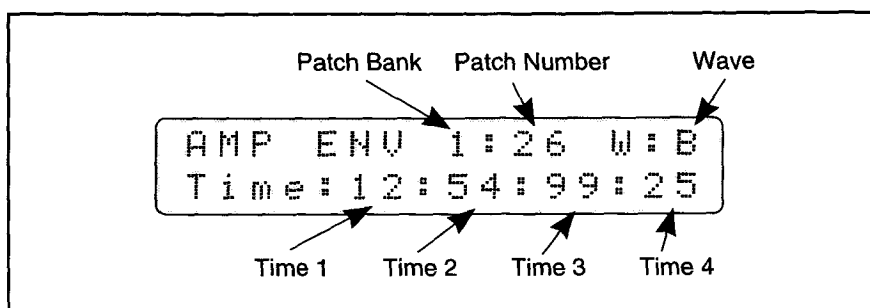 Patch Bank Patch Number Wave
AMP ENV 1:26 W:B
Time:12:54:99:25
Time 1 Time 2 Time 3 Time 4